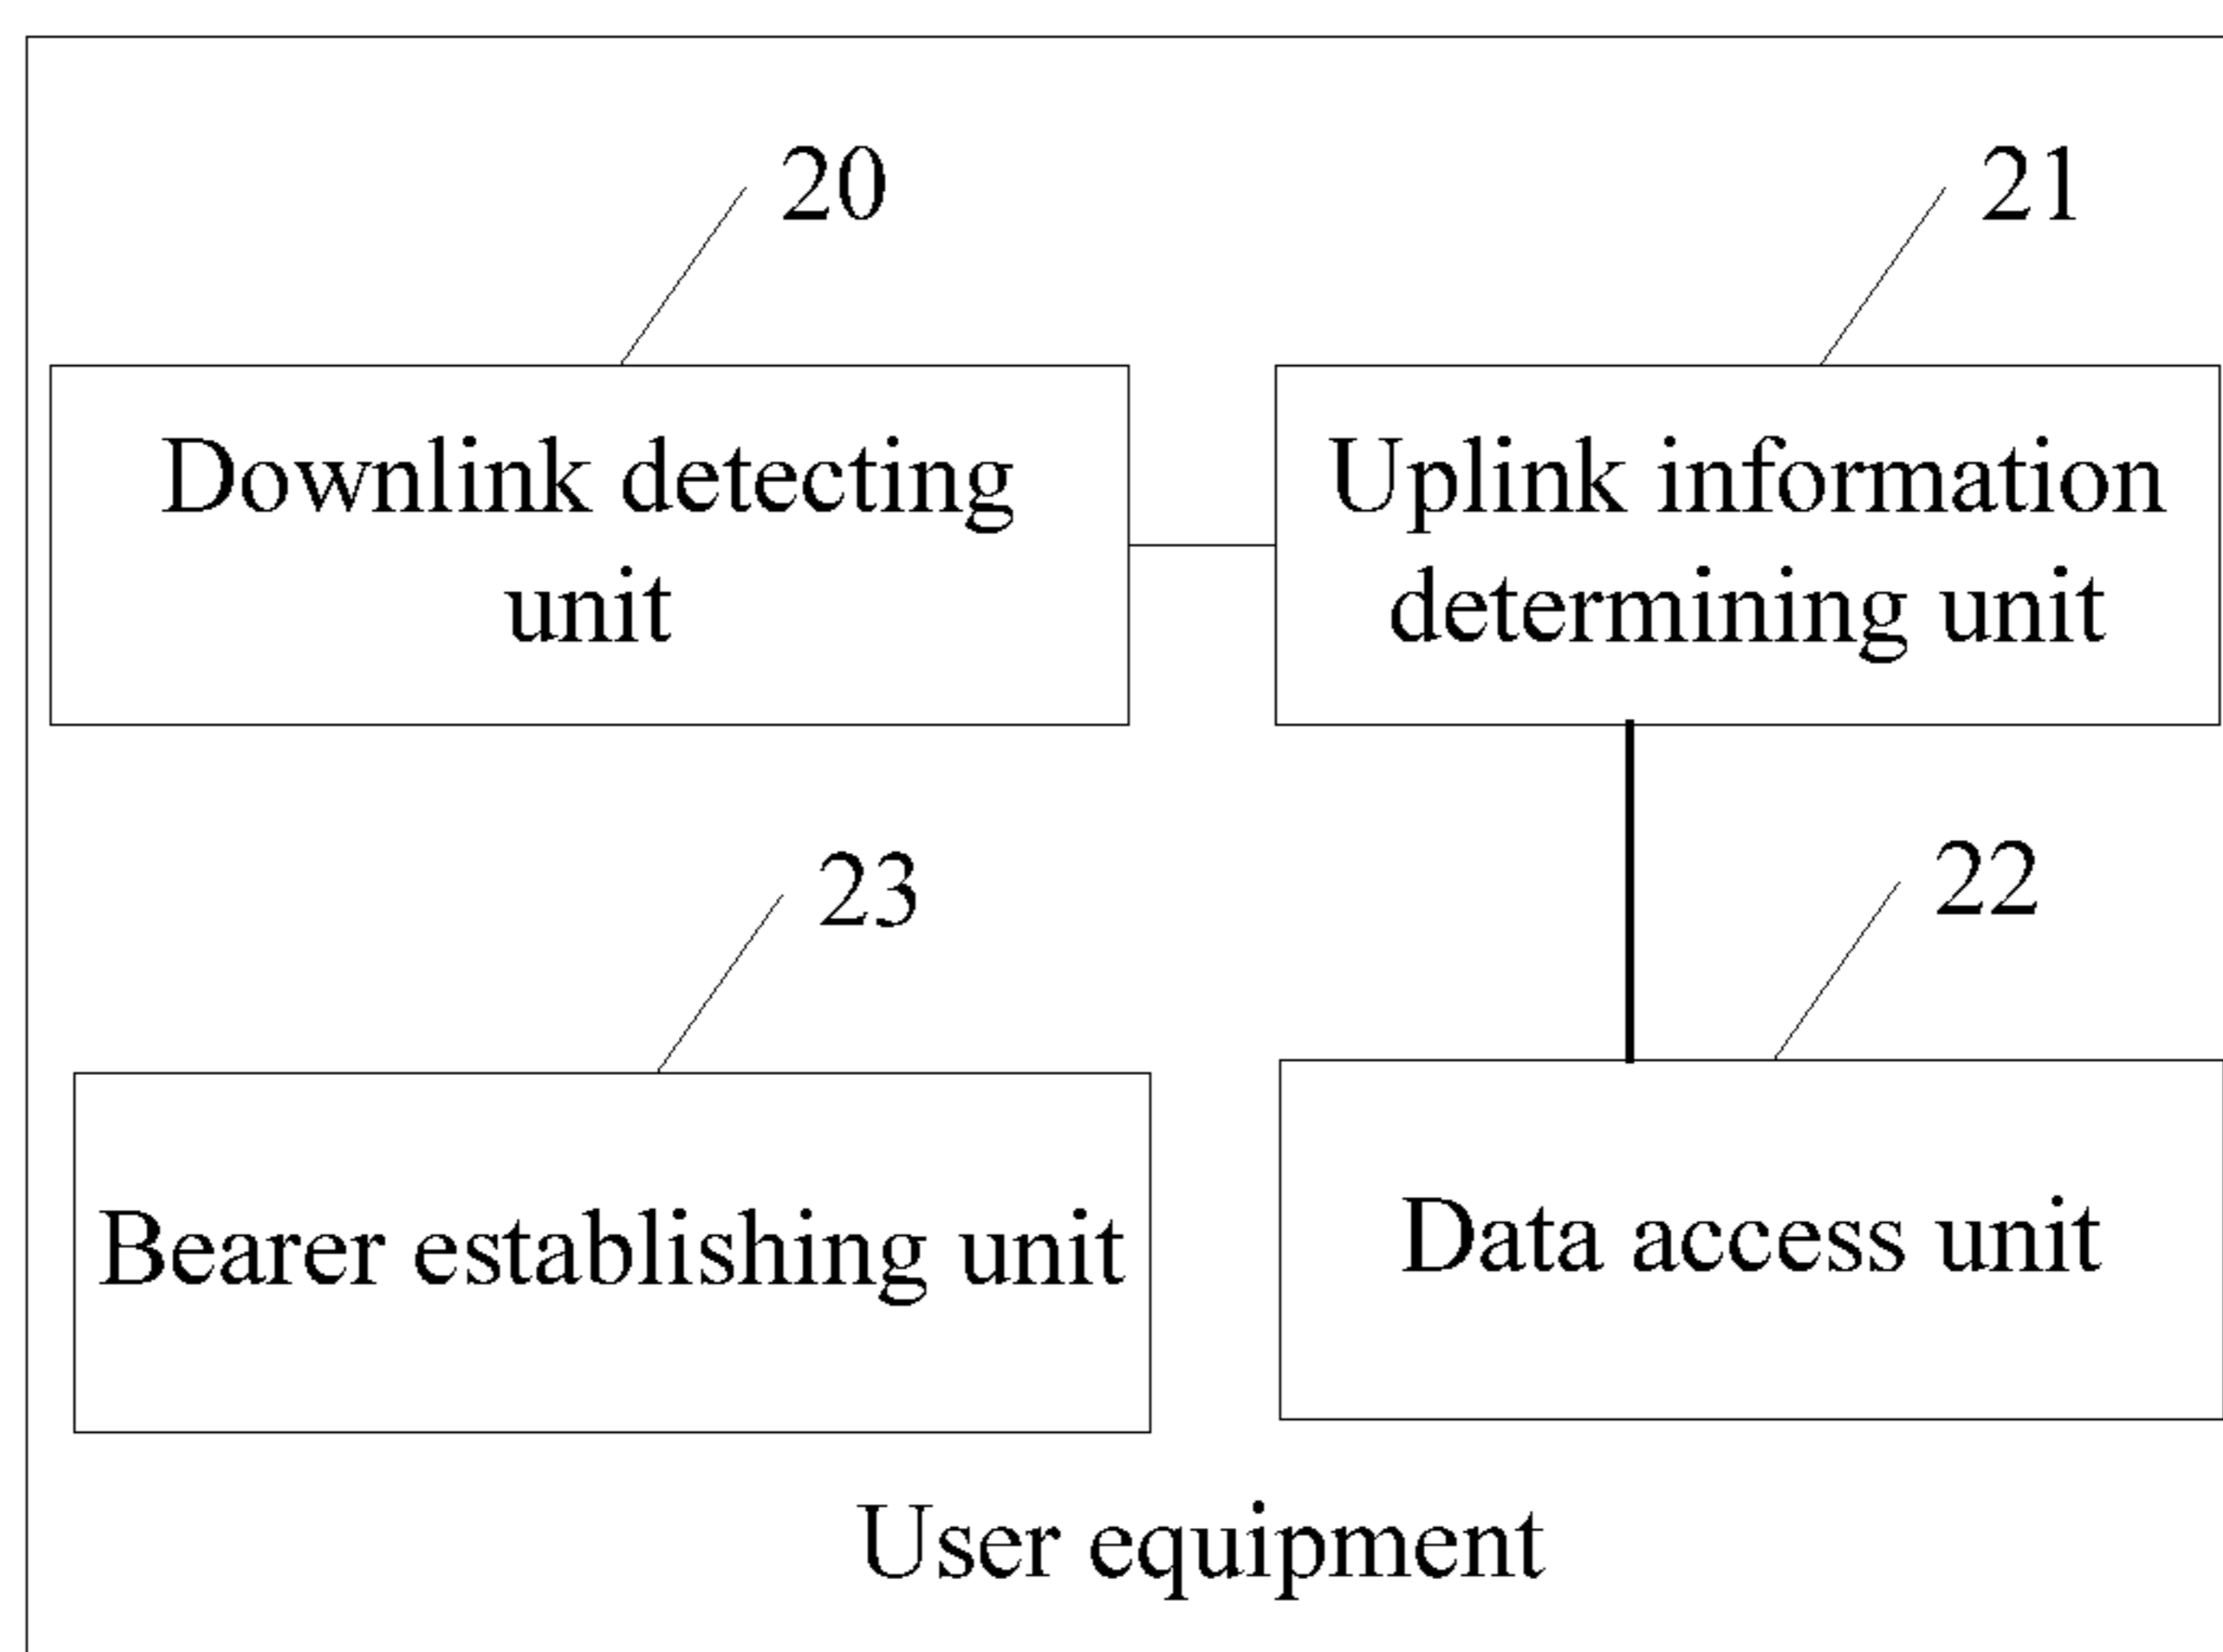 20
21
Downlink detecting
unit
Uplink information
determining unit
23
22
Bearer establishing unit
Data access unit
User equipment